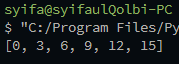 syifa@syifaulQolbi-PC
$ "C:/Program Files/Py
[0, 3, 6, 9, 12, 15]